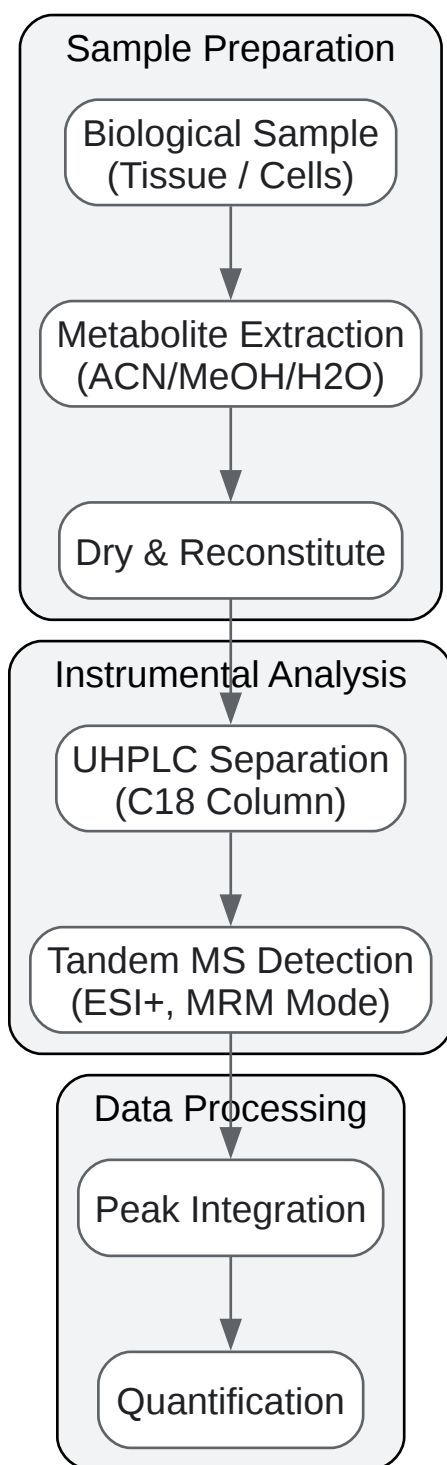 Sample Preparation
Biological Sample
(Tissue / Cells)
Metabolite Extraction
(ACN/MeOH/H2O)
Dry & Reconstitute
Instrumental Analysis
UHPLC Separation
(C18 Column)
Tandem MS Detection
(ESI+, MRM Mode)
Data Processing
Peak Integration
Quantification